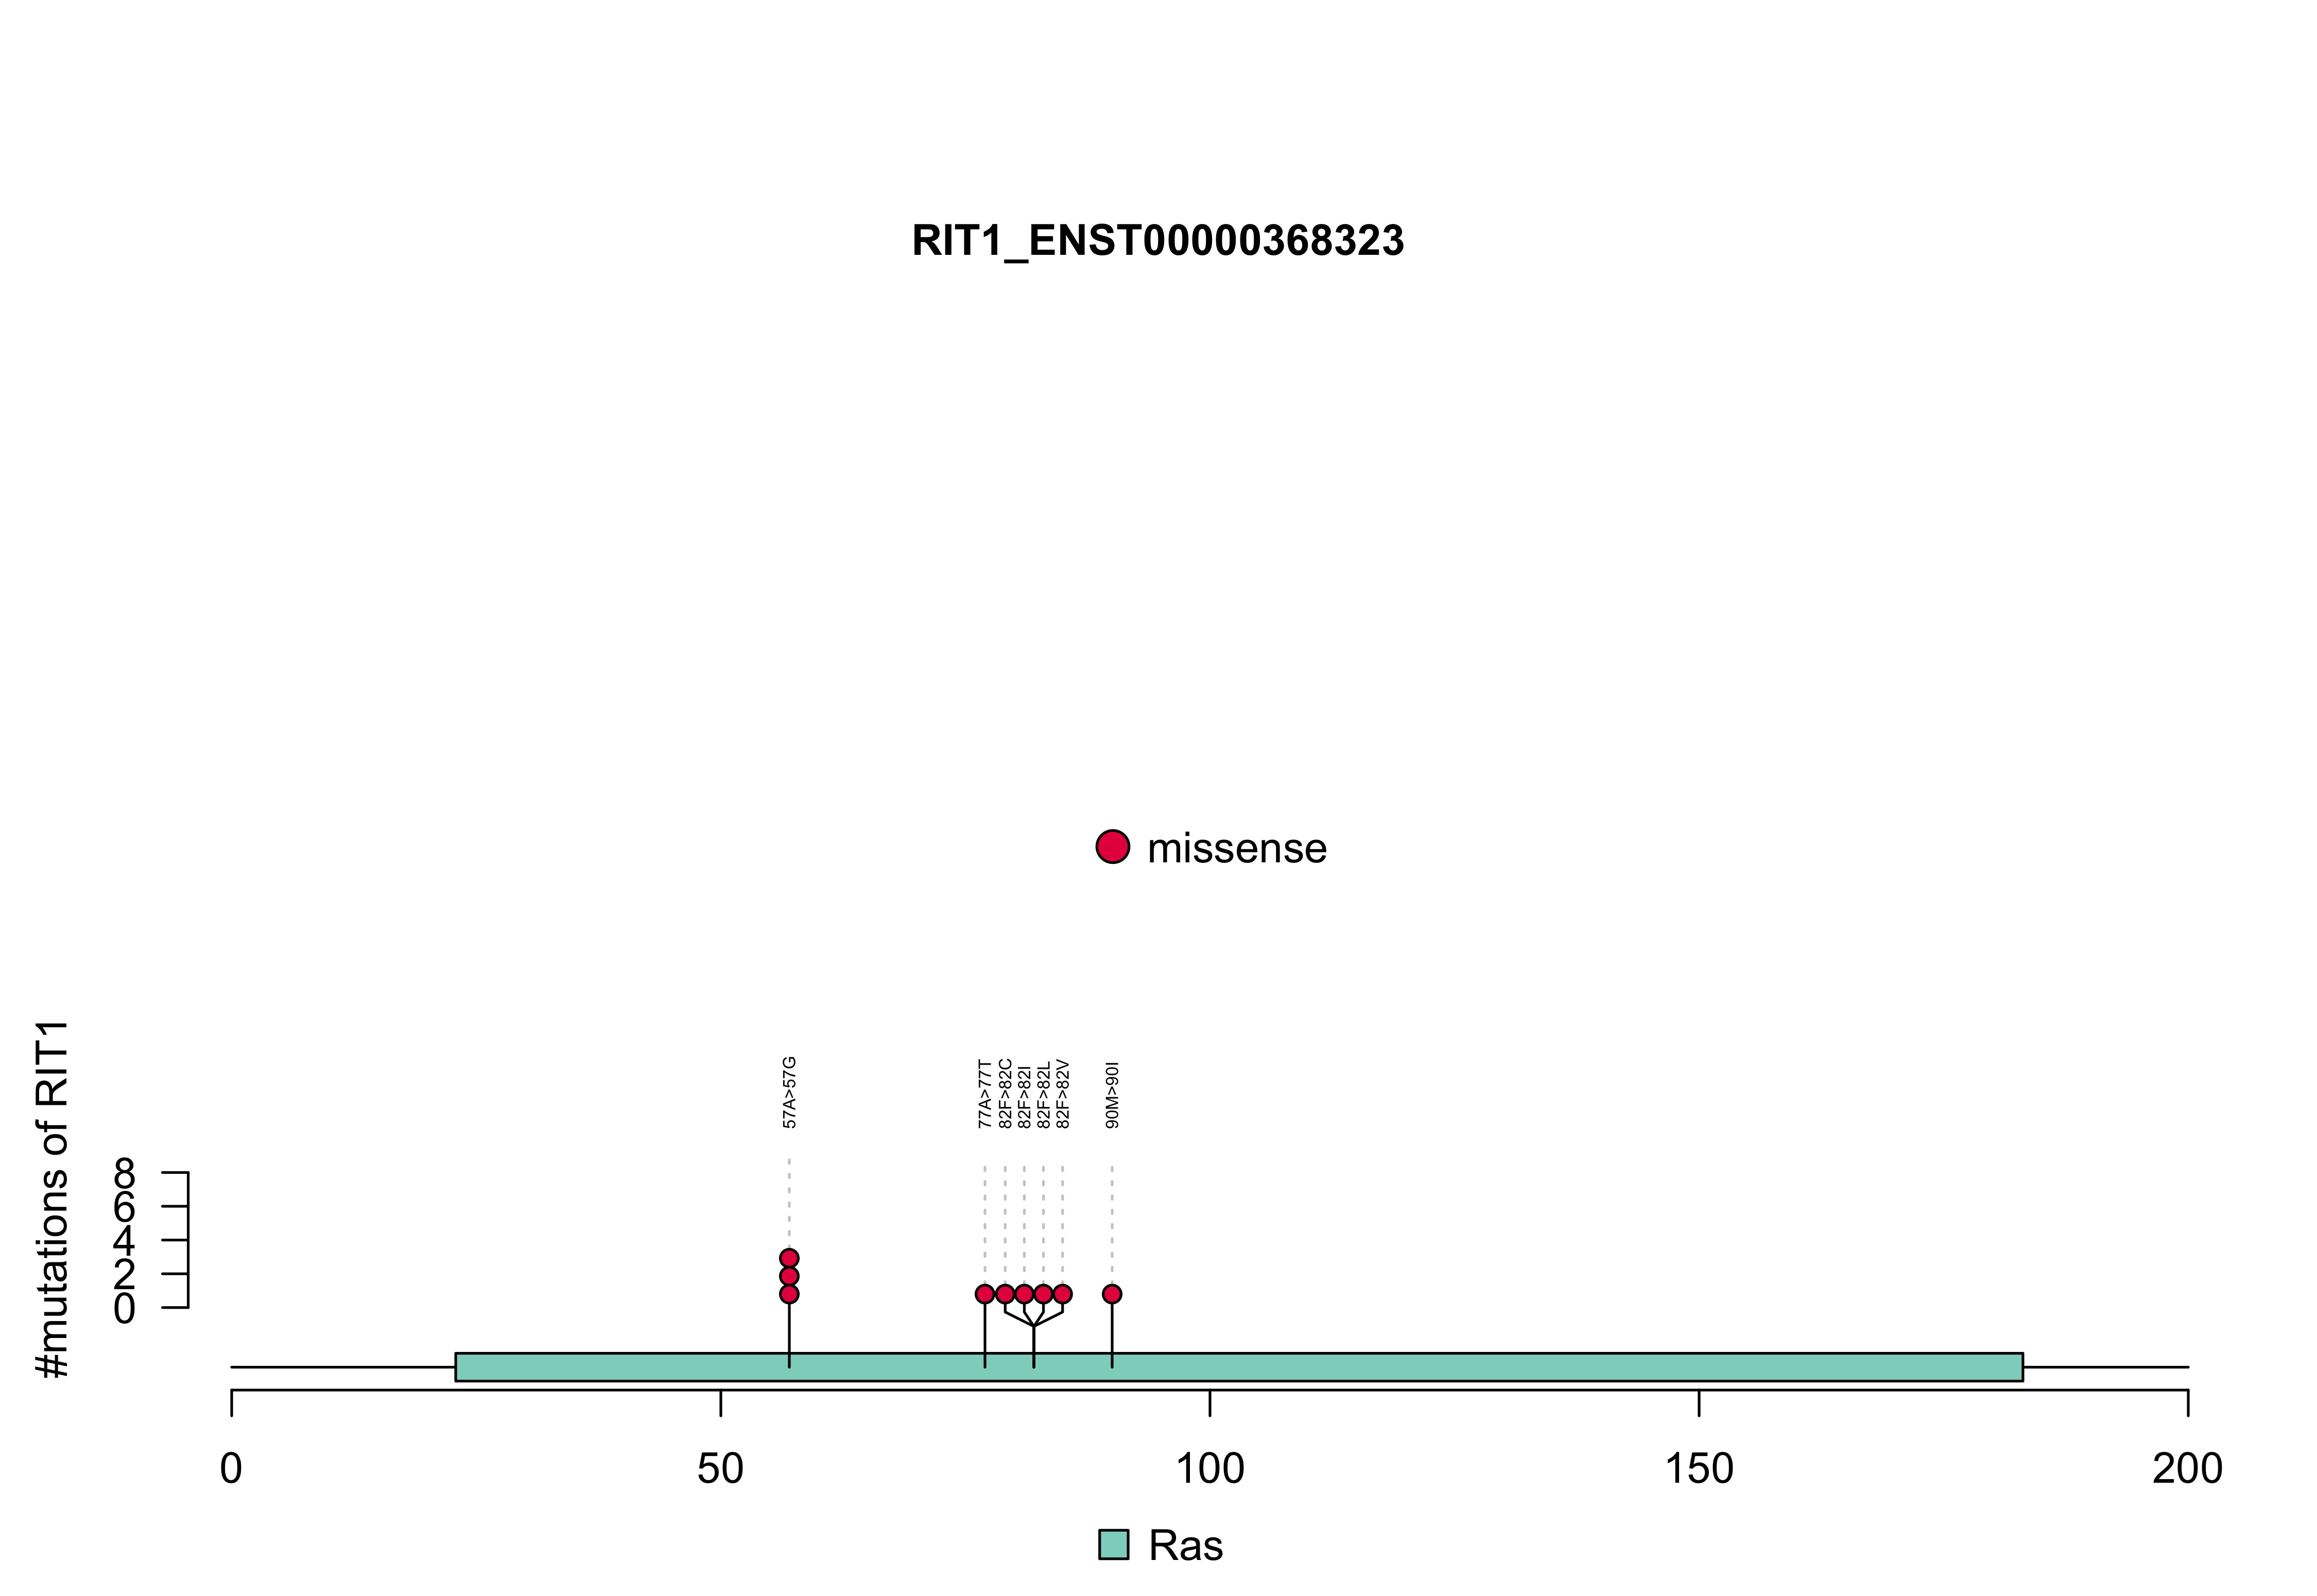 RIT1_ENST00000368323
missense
#mutations of RIT1
57A>57G
77A>77T
82F>82C
82F>82I
82F>82L
82F>82V
90M>90I
8
6
4
2
0
0 50 100 150 200
Ras